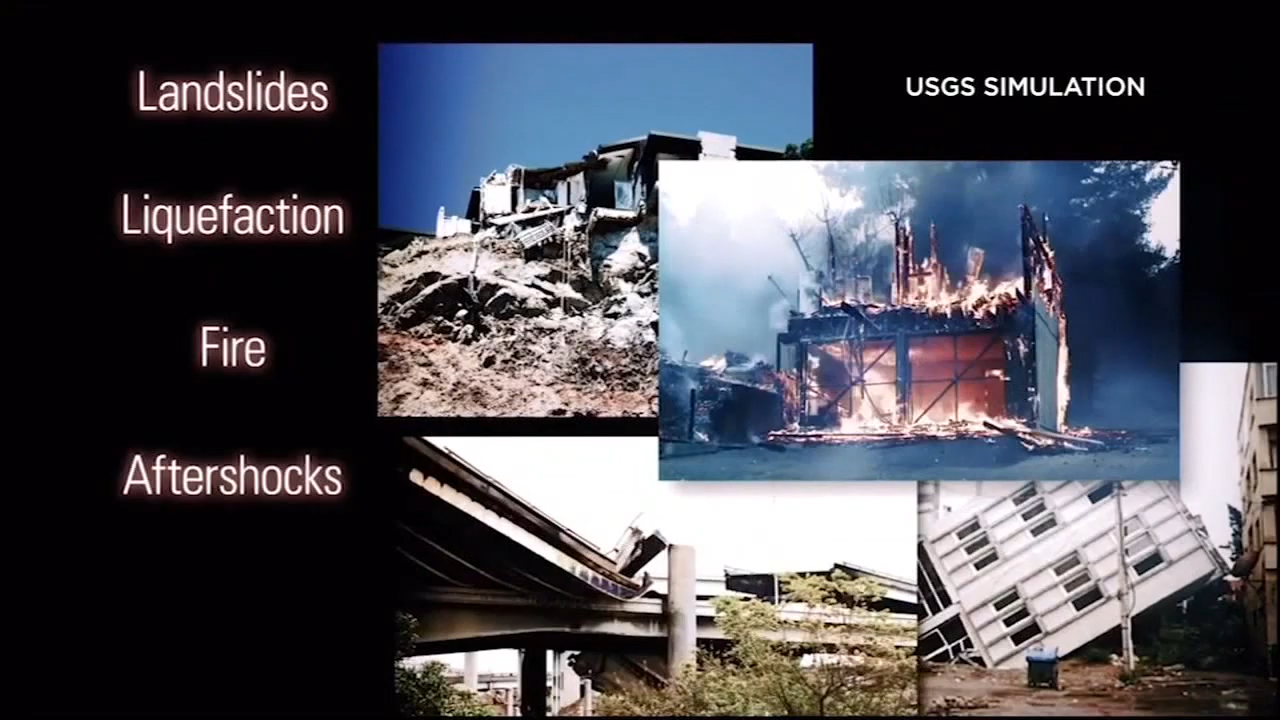 Landslides
USGS SIMULATION
Liquefaction
Fire
Aftershocks